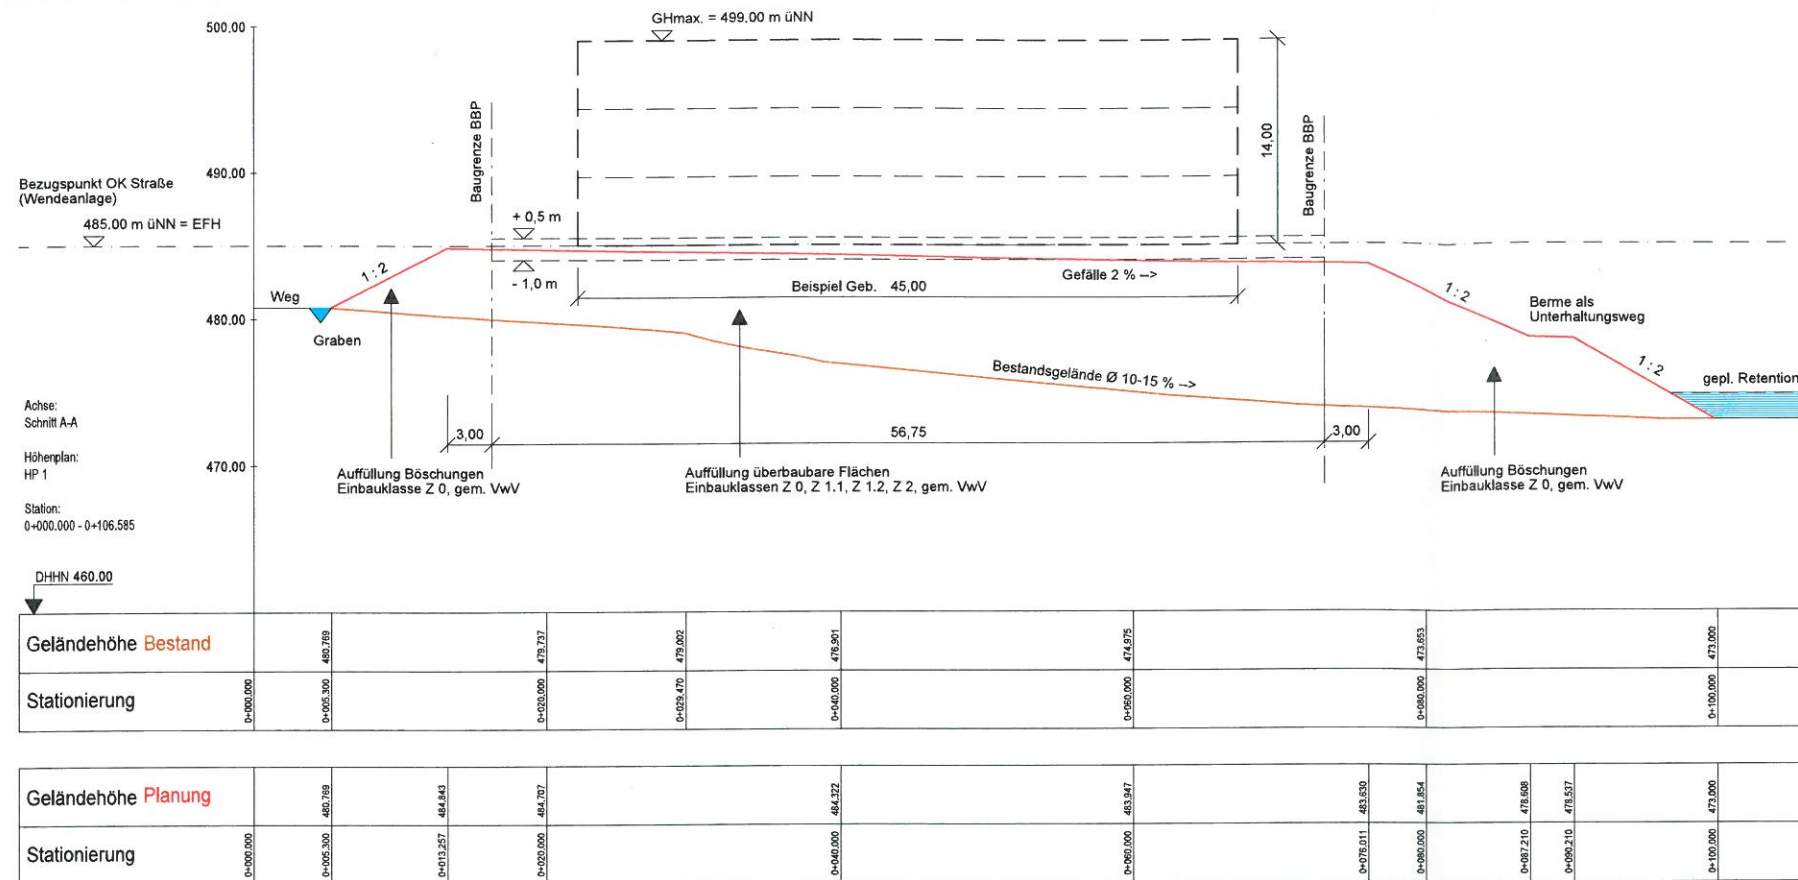 GHmax. = 499.00 m üNN
500.00
Baugrenze BBP
Baugrenze BBP
14,00
490.00
Bezugspunkt OK Straße
(Wendeanlage)
485.00 m üNN = EFH
+ 0,5 m
- 1,0 m
1 : 2
Gefälle 2 % -->
Beispiel Geb. 45,00
1 : 2
Berme als
Unterhaltungsweg
Weg
480.00
Graben
Bestandsgelände Ø 10-15 % -->
1 : 2
gepl. Retention
Achse:
Schnitt A-A
3,00
56,75
3,00
Höhenplan:
HP 1
470.00
Auffüllung Böschungen
Einbauklasse Z 0, gem. VwV
Auffüllung überbaubare Flächen
Einbauklassen Z 0, Z 1.1, Z 1.2, Z 2, gem. VwV
Auffüllung Böschungen
Einbauklasse Z 0, gem. VwV
Station:
0+000.000 - 0+106.585
DHHN 460.00
Geländehöhe Bestand
480.769
479.737
479.002
476.901
474.975
473.653
473.000
Stationierung
0+000.000
0+005.300
0+020.000
0+029.470
0+040.000
0+060.000
0+080.000
0+100.000
Geländehöhe Planung
480.769
484.843
484.707
484.322
483.947
483.630
481.854
478.608
478.537
473.000
Stationierung
0+000.000
0+005.300
0+013.257
0+020.000
0+040.000
0+060.000
0+076.011
0+080.000
0+087.210
0+090.210
0+100.000